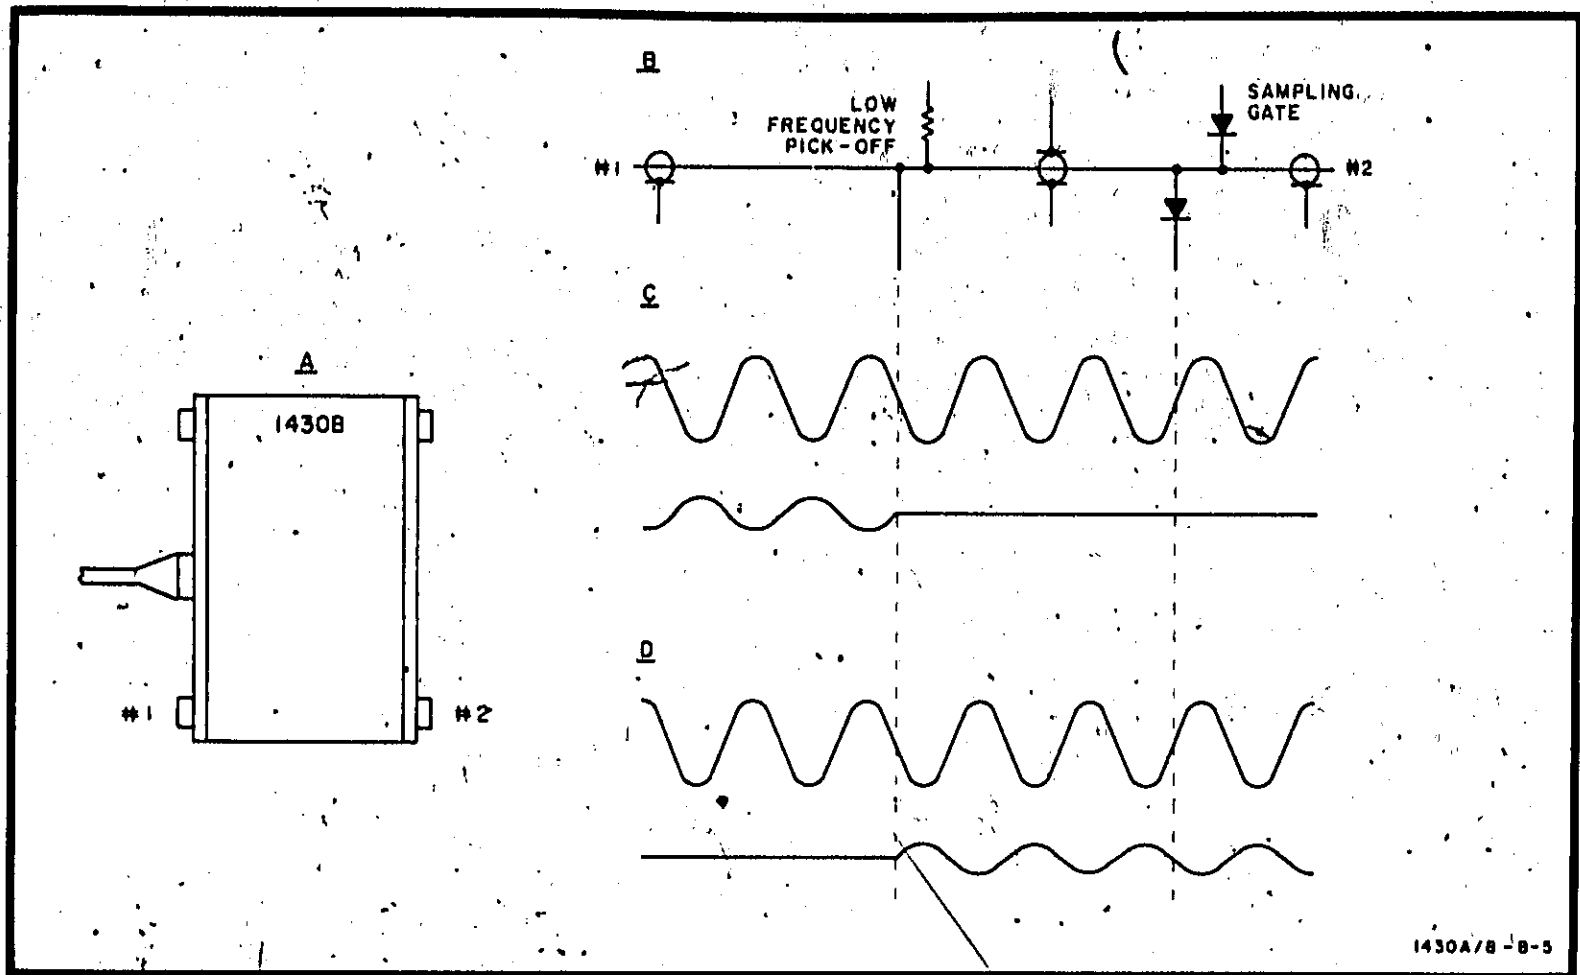 A
1430B
#1
#2
B
LOW
FREQUENCY
PICK-OFF
SAMPLING
GATE
#1
#2
C
D
1430A/B-B-5